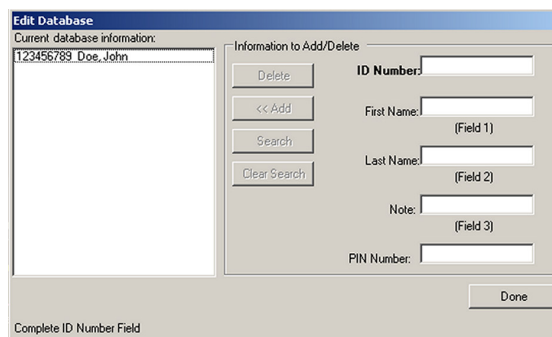 Edit Database
Current database information:
123456789 Doe, John
Information to Add/Delete
Delete
ID Number:
<< Add
First Name:
(Field 1)
Search
Last Name:
(Field 2)
Clear Search
Note:
(Field 3)
PIN Number:
Done
Complete ID Number Field